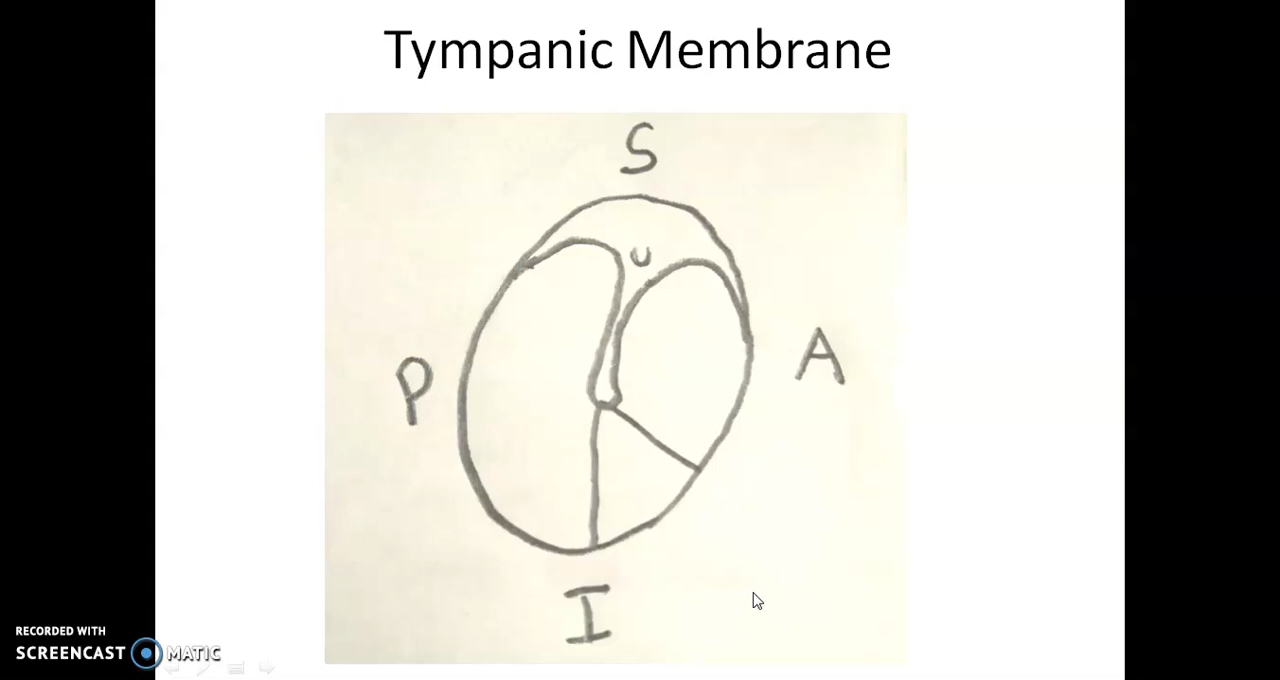 Tympanic Membrane
S
U
P
A
I
RECORDED WITH
SCREENCAST MATIC